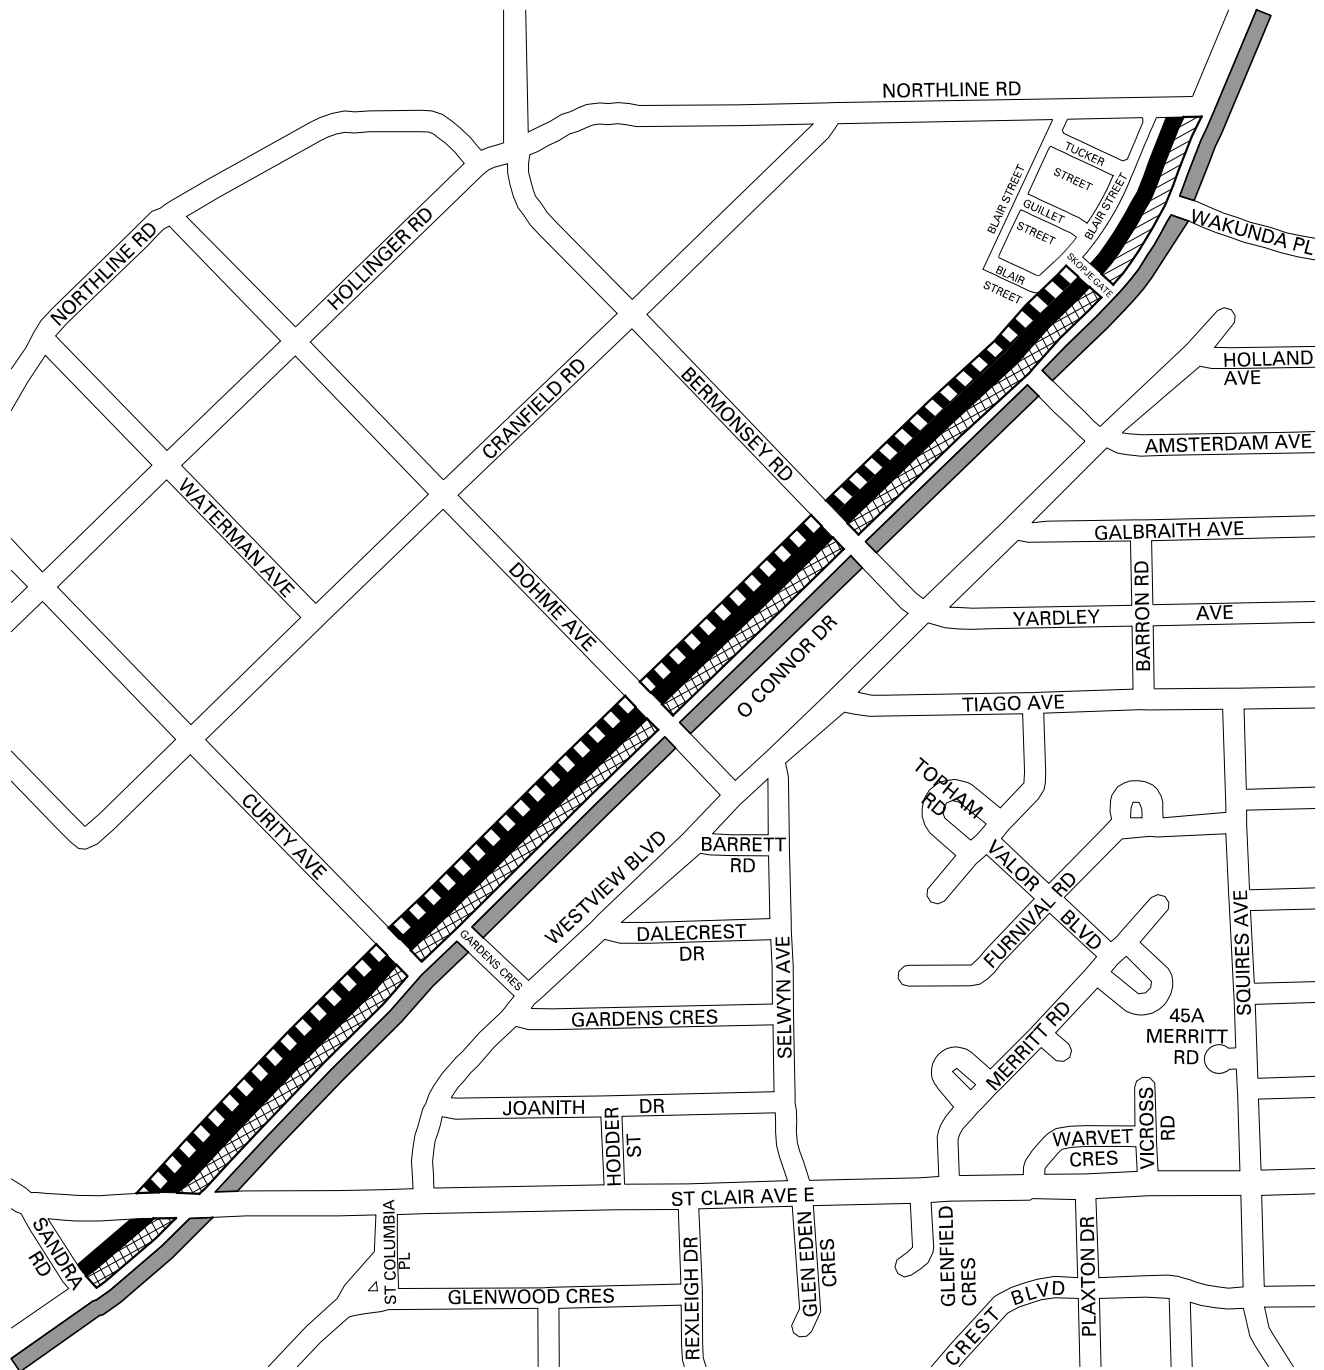 NORTHLINE RD
TUCKER
STREET
BLAIR STREET
BLAIR STREET
GUILLET
STREET
SKOPJE GATE
BLAIR
STREET
WAKUNDA PL
NORTHLINE RD
HOLLINGER RD
CRANFIELD RD
BERMONSEY RD
HOLLAND
AVE
AMSTERDAM AVE
WATERMAN AVE
GALBRAITH AVE
DOHME AVE
BARRON RD
YARDLEY AVE
O CONNOR DR
TIAGO AVE
TOPHAM
RD
CURITY AVE
WESTVIEW BLVD
BARRETT
RD
VALOR BLVD
FURNIVAL RD
SQUIRES AVE
GARDENS CRES
DALECREST
DR
SELWYN AVE
GARDENS CRES
MERRITT RD
45A
MERRITT
RD
JOANITH DR
HODDER
ST
WARVET
CRES
VICROSS
RD
ST CLAIR AVE E
SANDRA
RD
ST COLUMBIA
PL
REXLEIGH DR
GLEN EDEN
CRES
GLENFIELD
CRES
PLAXTON DR
GLENWOOD CRES
CREST BLVD